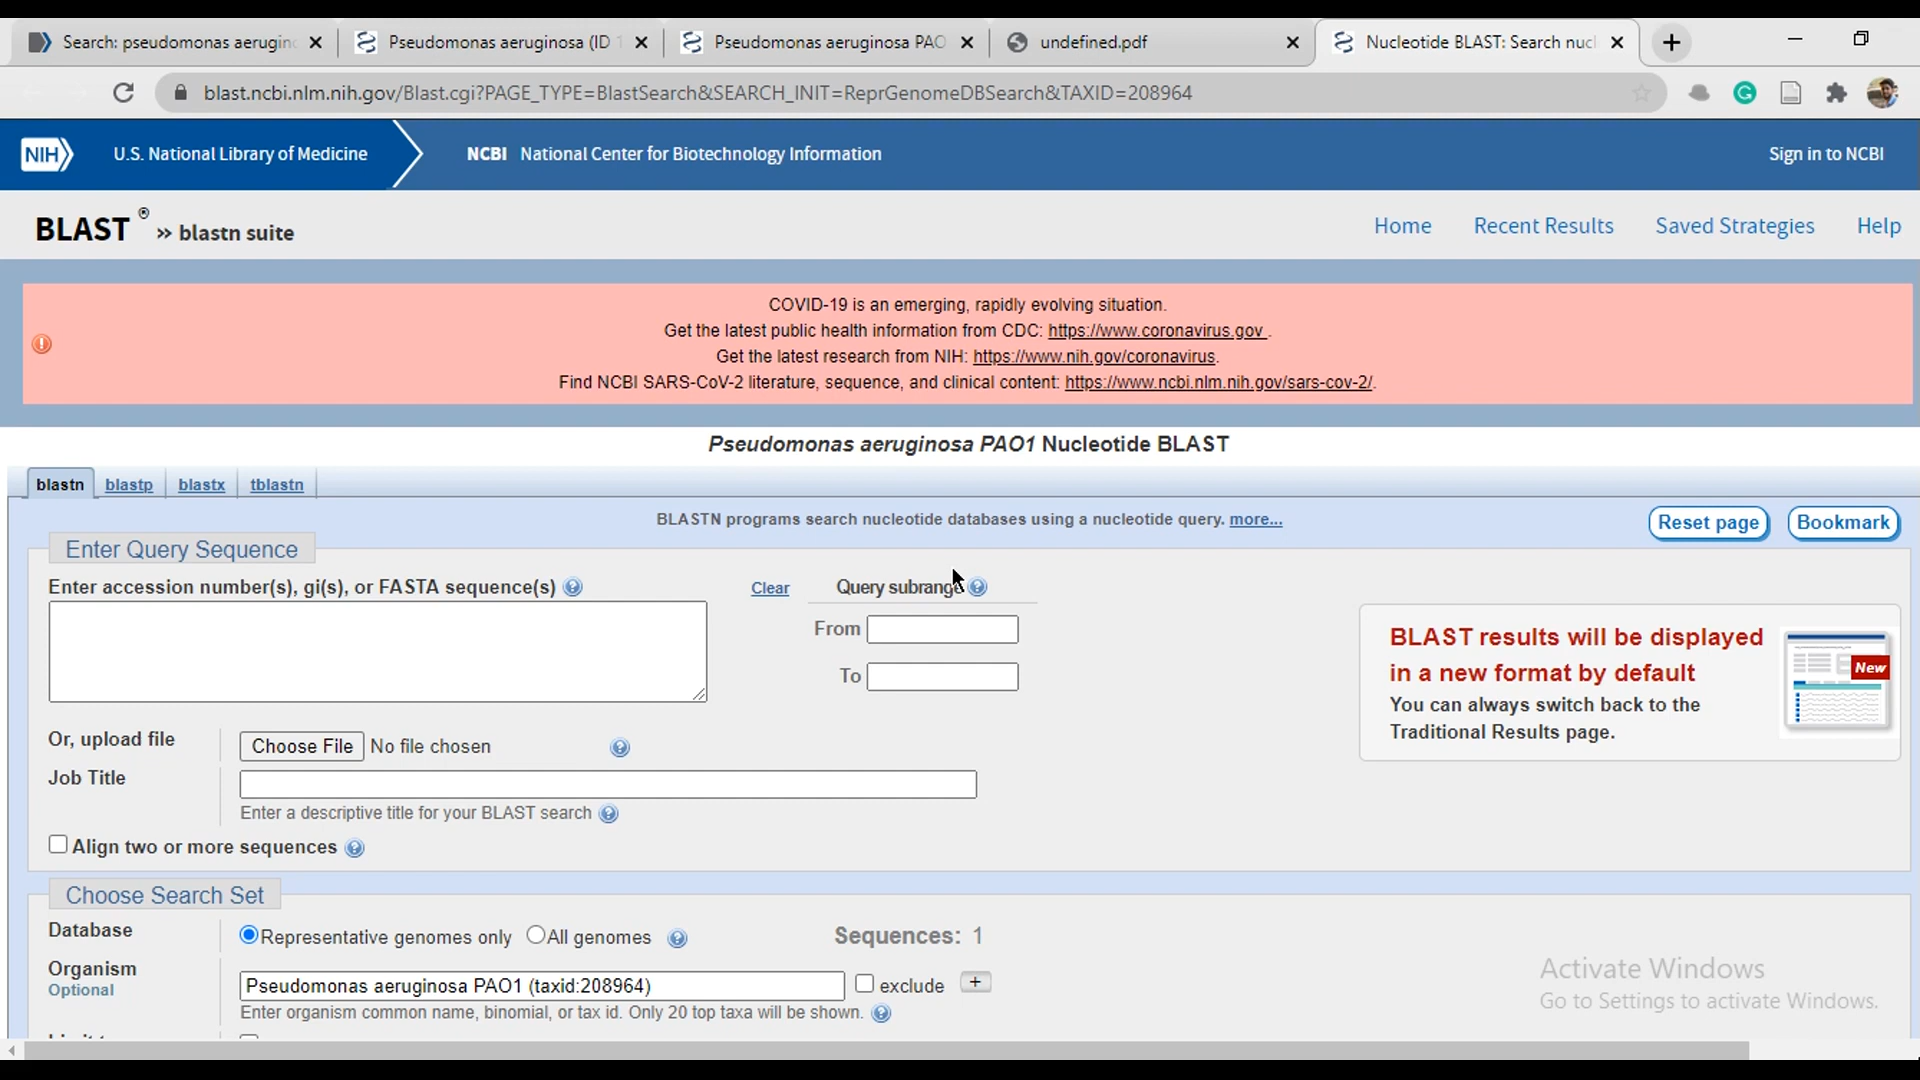 Search: pseudomonas aerugin
Pseudomonas aeruginosa (ID 1
Pseudomonas aeruginosa PAO
undefined.pdf
Nucleotide BLAST: Search nucl
blast.ncbi.nlm.nih.gov/Blast.cgi?PAGE_TYPE=BlastSearch&SEARCH_INIT=ReprGenomeDBSearch&TAXID=208964
NIH U.S. National Library of Medicine NCBI National Center for Biotechnology Information Sign in to NCBI
BLAST ® » blastn suite Home Recent Results Saved Strategies Help
COVID-19 is an emerging, rapidly evolving situation.
Get the latest public health information from CDC: https://www.coronavirus.gov .
Get the latest research from NIH: https://www.nih.gov/coronavirus.
Find NCBI SARS-CoV-2 literature, sequence, and clinical content: https://www.ncbi.nlm.nih.gov/sars-cov-2/.
Pseudomonas aeruginosa PAO1 Nucleotide BLAST
blastn blastp blastx tblastn
BLASTN programs search nucleotide databases using a nucleotide query. more...
Reset page Bookmark
Enter Query Sequence
Enter accession number(s), gi(s), or FASTA sequence(s) Clear Query subrange
From
To
BLAST results will be displayed
in a new format by default
You can always switch back to the
Traditional Results page.
New
Or, upload file Choose File No file chosen
Job Title
Enter a descriptive title for your BLAST search
Align two or more sequences
Choose Search Set
Database Representative genomes only All genomes Sequences: 1
Organism
Optional
Pseudomonas aeruginosa PAO1 (taxid:208964) exclude +
Enter organism common name, binomial, or tax id. Only 20 top taxa will be shown.
Activate Windows
Go to Settings to activate Windows.